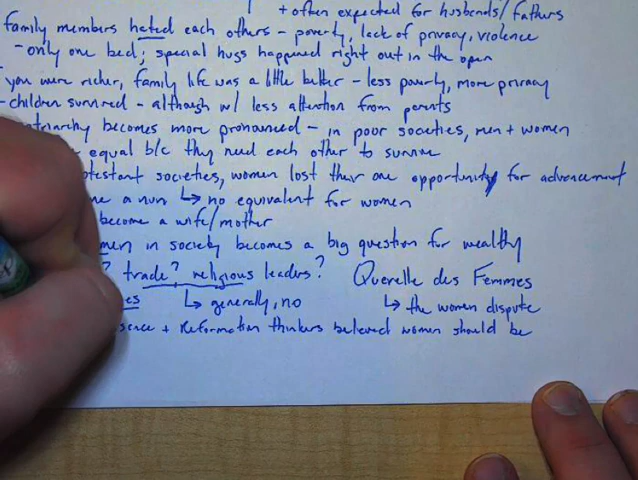 + often expected for husbands/fathers
family members hated each others - poverty, lack of privacy, violence
- only one bed; special hugs happened right out in the open
you were richer, family life was a little better - less poverty, more privacy
- children survived - although w/ less attention from parents
becomes more pronounced - in poor societies, men + women
equal b/c they need each other to survive
societies, women lost their one opportunity for advancement
a nun ↳ no equivalent for women
become a wife/mother
in society becomes a big question for wealthy
? trade? religious leaders? Querelle des Femmes
↳ generally, no ↳ the women dispute
+ Reformation thinkers believed women should be